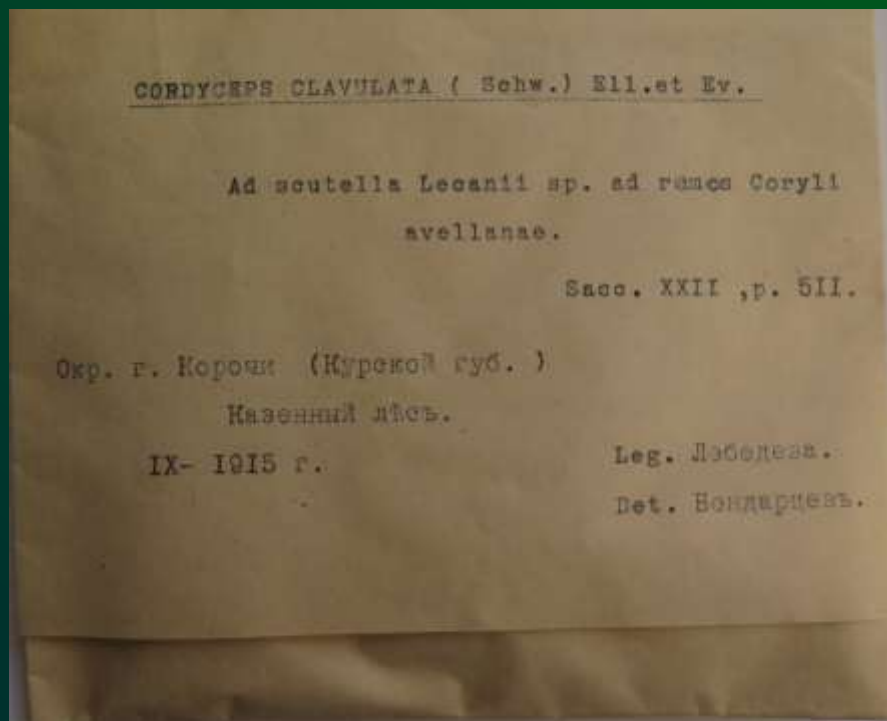 CORDYCEPS CLAVULATA ( Schw.) Ell.et Ev.
Ad scutella Lecanii sp. ad ramos Coryli
avellanae.
Sacc. XXII ,p. 5II.
Окр. г. Корочи (Курской губ. )
Казенный лѣсъ.
IX- 1915 г.
Leg. Лебедева.
Det. Бондарцевъ.